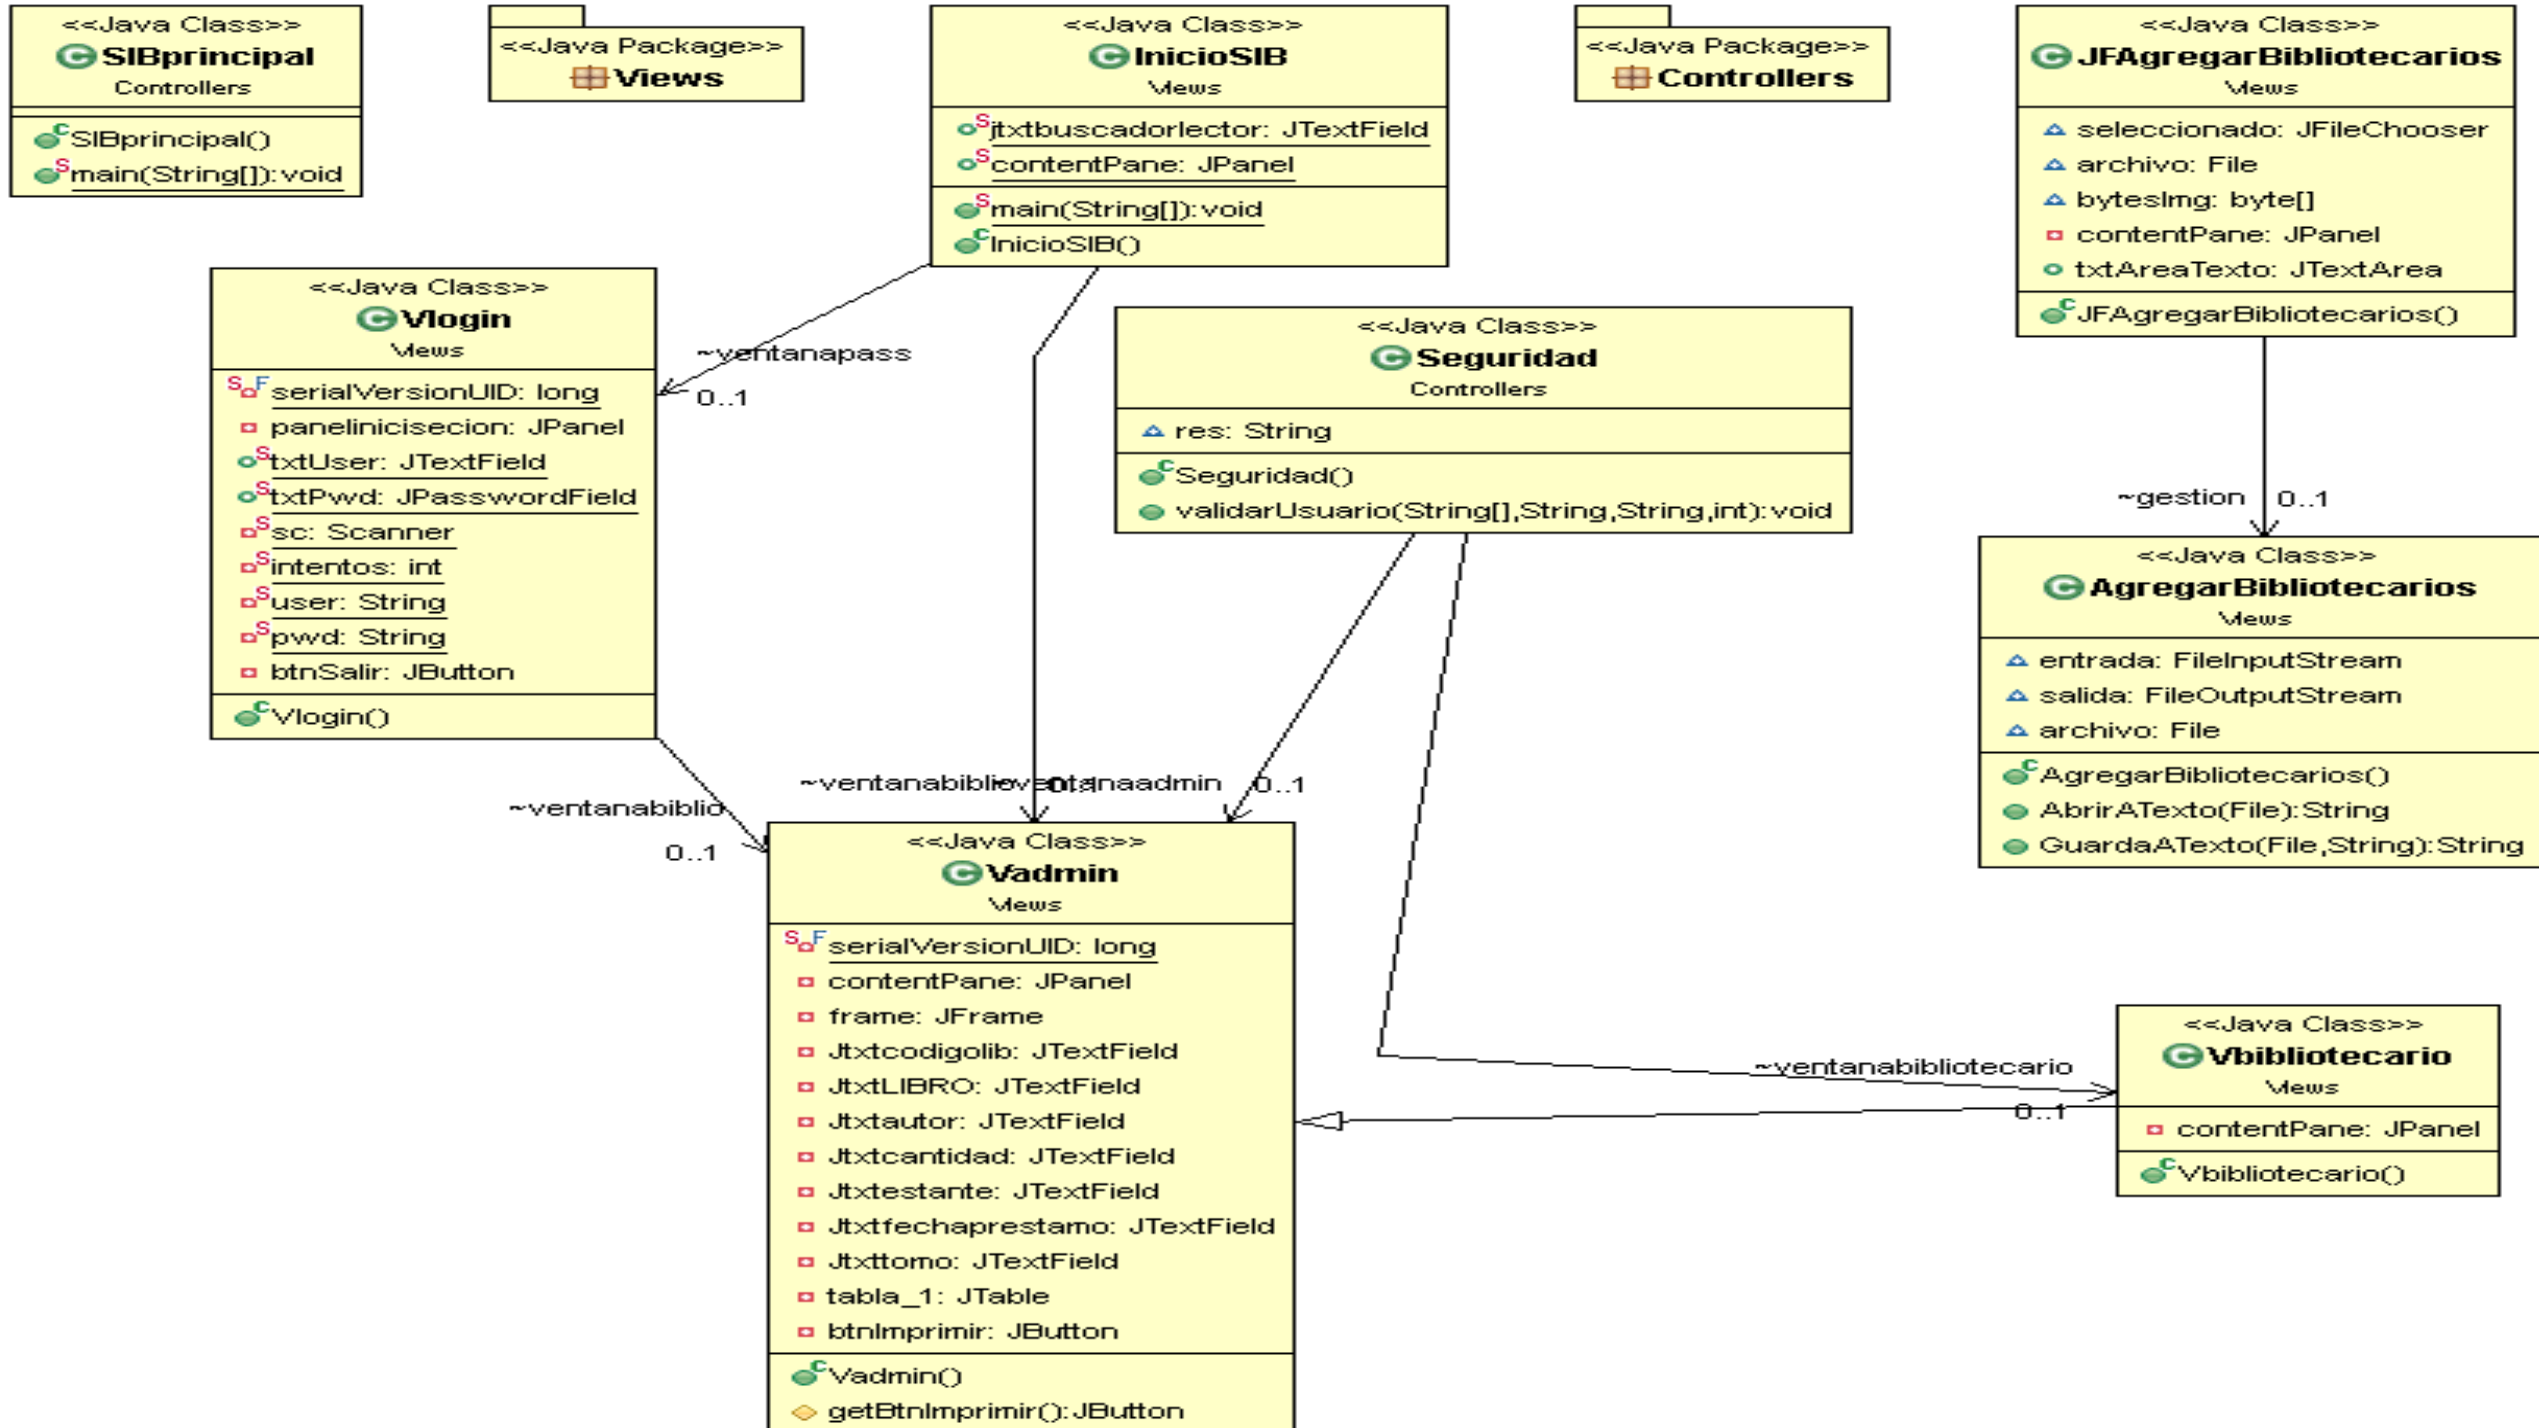 <<Java Class>>
SIBprincipal
Controllers
SIBprincipal()
main(String[]):void
<<Java Package>>
Views
<<Java Class>>
InicioSIB
Views
jtxtbuscadorlector: JTextField
contentPane: JPanel
main(String[]):void
InicioSIB()
<<Java Package>>
Controllers
<<Java Class>>
JFAgregarBibliotecarios
Views
seleccionado: JFileChooser
archivo: File
bytesImg: byte[]
contentPane: JPanel
txtAreaTexto: JTextArea
JFAgregarBibliotecarios()
<<Java Class>>
Vlogin
Views
serialVersionUID: long
panelinicisecion: JPanel
txtUser: JTextField
txtPwd: JPasswordField
sc: Scanner
intentos: int
user: String
pwd: String
btnSalir: JButton
Vlogin()
~ventanapass
0..1
<<Java Class>>
Seguridad
Controllers
res: String
Seguridad()
validarUsuario(String[],String,String,int):void
~gestion
0..1
<<Java Class>>
AgregarBibliotecarios
Views
entrada: FileInputStream
salida: FileOutputStream
archivo: File
AgregarBibliotecarios()
AbrirATexto(File):String
GuardaATexto(File,String):String
~ventanabiblio
0..1
~ventanabiblio
0..1
~ventanaadmin
0..1
<<Java Class>>
Vadmin
Views
serialVersionUID: long
contentPane: JPanel
frame: JFrame
Jtxtcodigolib: JTextField
JtxtLIBRO: JTextField
Jtxtautor: JTextField
Jtxtcantidad: JTextField
Jtxtestante: JTextField
Jtxtfechaprestamo: JTextField
Jtxttomo: JTextField
tabla_1: JTable
btnImprimir: JButton
Vadmin()
getBtnImprimir():JButton
~ventanabibliotecario
0..1
<<Java Class>>
Vbibliotecario
Views
contentPane: JPanel
Vbibliotecario()